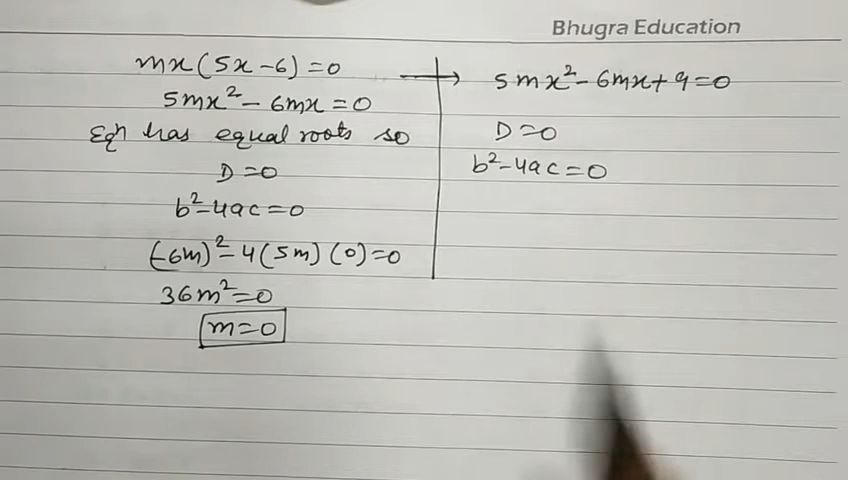 Bhugra Education
mx(5x-6)=0
5mx²-6mx=0
Eqn has equal roots so
D=0
b²-4ac=0
(-6m)²-4(5m)(0)=0
36m²=0
m=0
→ 5mx²-6mx+9=0
D=0
b²-4ac=0